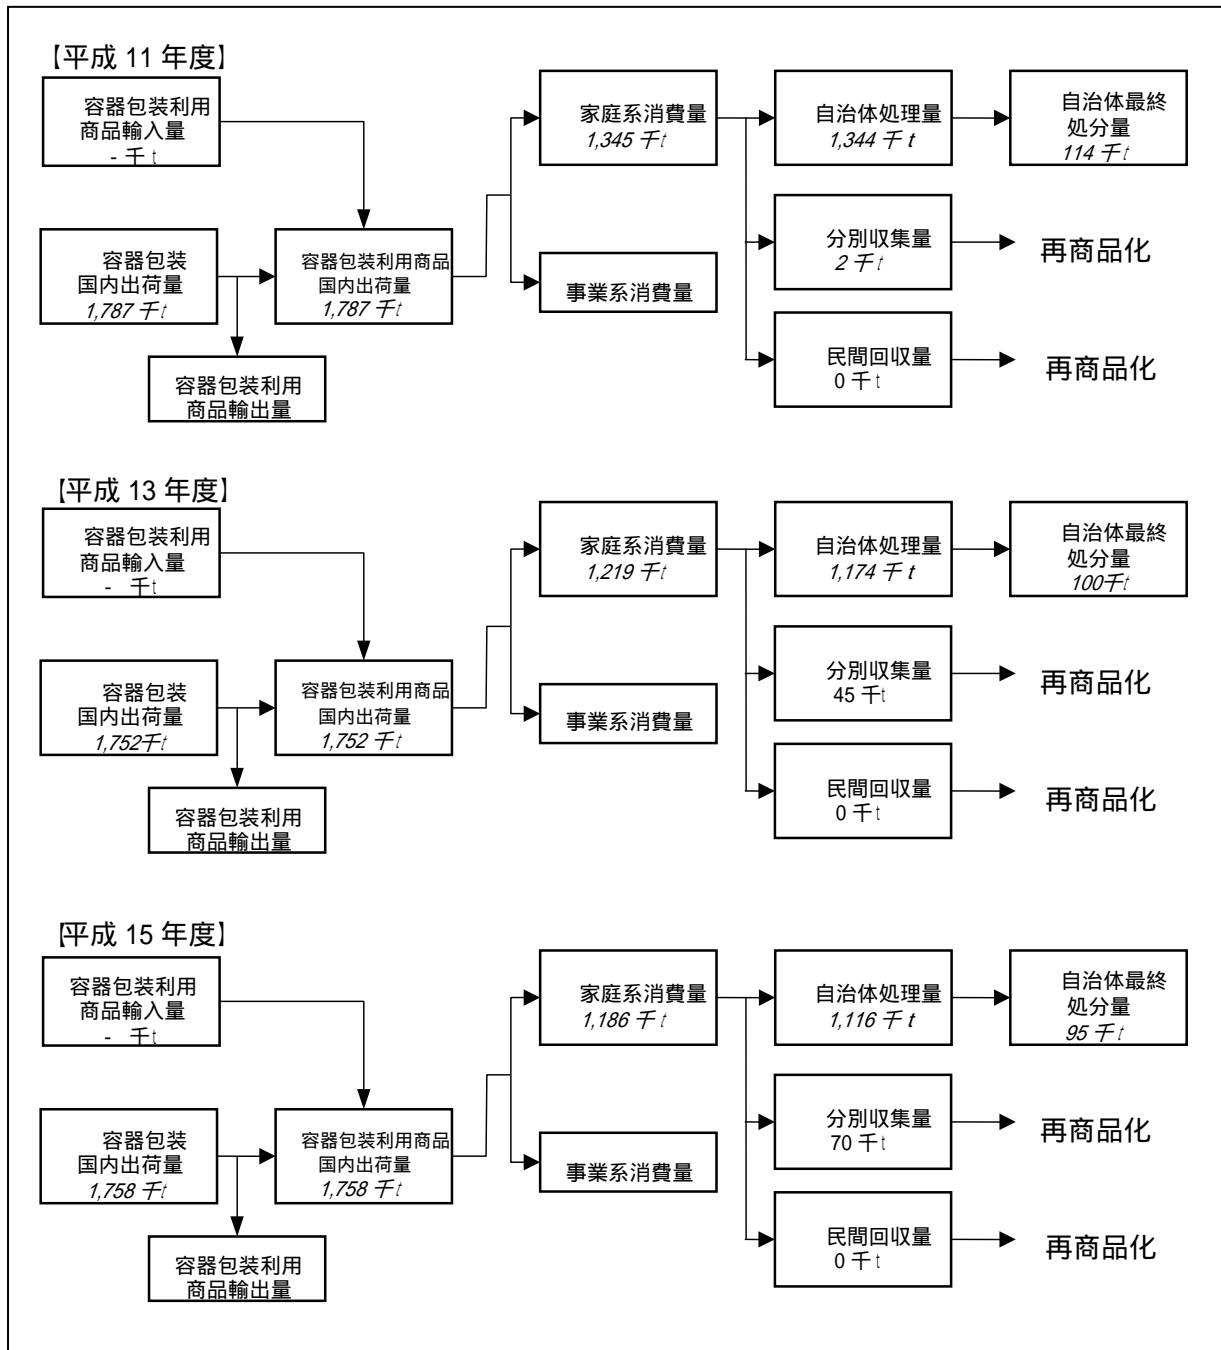 【平成 11 年度】
容器包装利用
商品輸入量
- 千t
容器包装
国内出荷量
1,787 千t
容器包装利用商品
国内出荷量
1,787 千t
容器包装利用
商品輸出量
家庭系消費量
1,345 千t
事業系消費量
自治体処理量
1,344 千 t
自治体最終
処分量
114 千t
分別収集量
2 千t
再商品化
民間回収量
0 千t
再商品化
【平成 13 年度】
容器包装利用
商品輸入量
- 千t
容器包装
国内出荷量
1,752千t
容器包装利用商品
国内出荷量
1,752 千t
容器包装利用
商品輸出量
家庭系消費量
1,219 千t
事業系消費量
自治体処理量
1,174 千 t
自治体最終
処分量
100千t
分別収集量
45 千t
再商品化
民間回収量
0 千t
再商品化
【平成 15 年度】
容器包装利用
商品輸入量
- 千t
容器包装
国内出荷量
1,758 千t
容器包装利用商品
国内出荷量
1,758 千t
容器包装利用
商品輸出量
家庭系消費量
1,186 千 t
事業系消費量
自治体処理量
1,116 千 t
自治体最終
処分量
95 千t
分別収集量
70 千t
再商品化
民間回収量
0 千t
再商品化